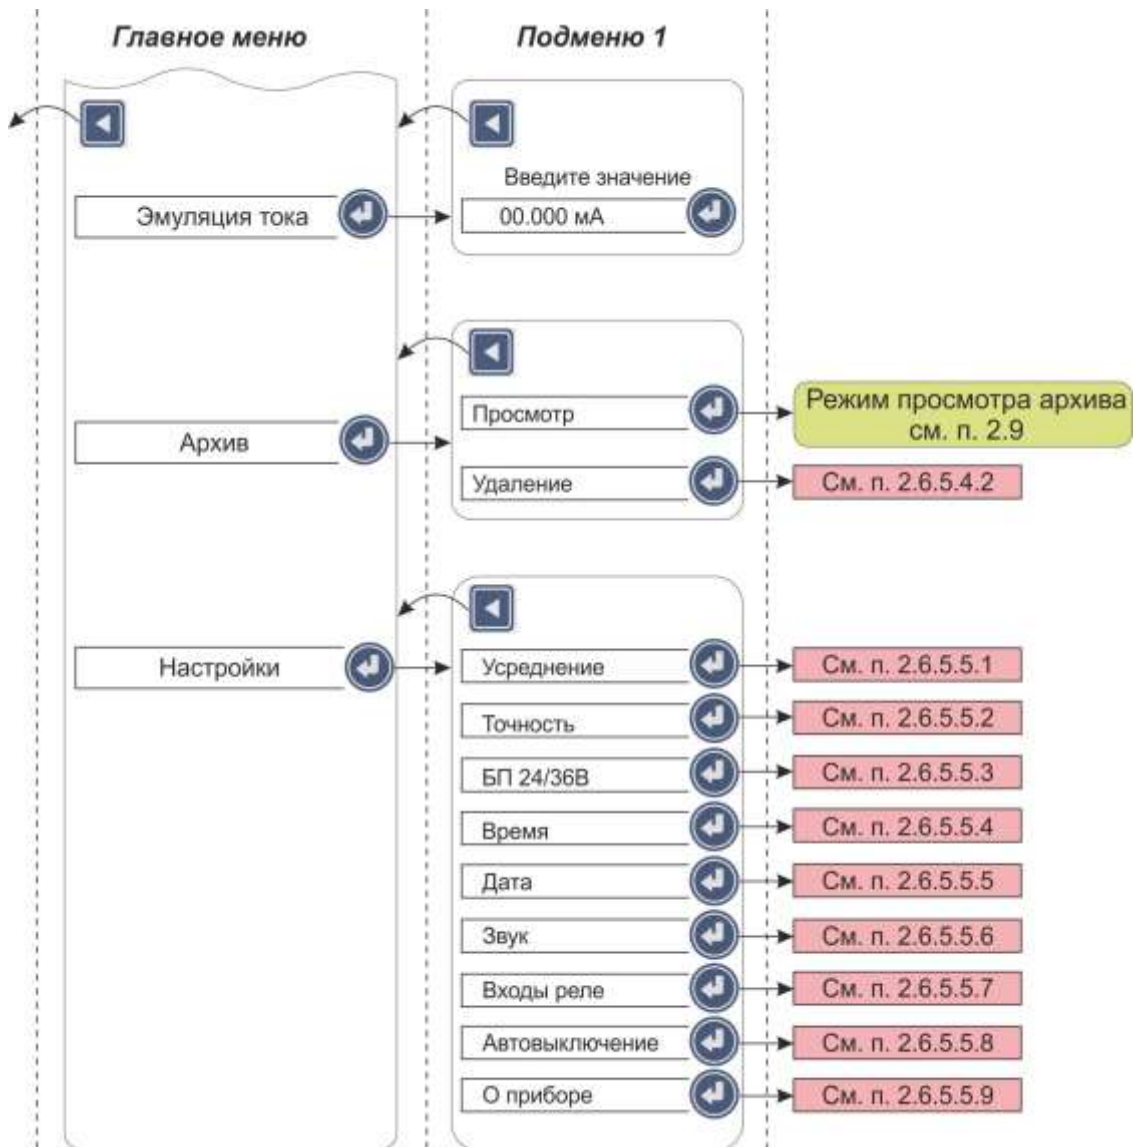 Главное меню
Подменю 1
Введите значение
Эмуляция тока
00.000 мА
Архив
Просмотр
Режим просмотра архива
см. п. 2.9
Удаление
См. п. 2.6.5.4.2
Настройки
Усреднение
См. п. 2.6.5.5.1
Точность
См. п. 2.6.5.5.2
БП 24/36В
См. п. 2.6.5.5.3
Время
См. п. 2.6.5.5.4
Дата
См. п. 2.6.5.5.5
Звук
См. п. 2.6.5.5.6
Входы реле
См. п. 2.6.5.5.7
Автовыключение
См. п. 2.6.5.5.8
О приборе
См. п. 2.6.5.5.9